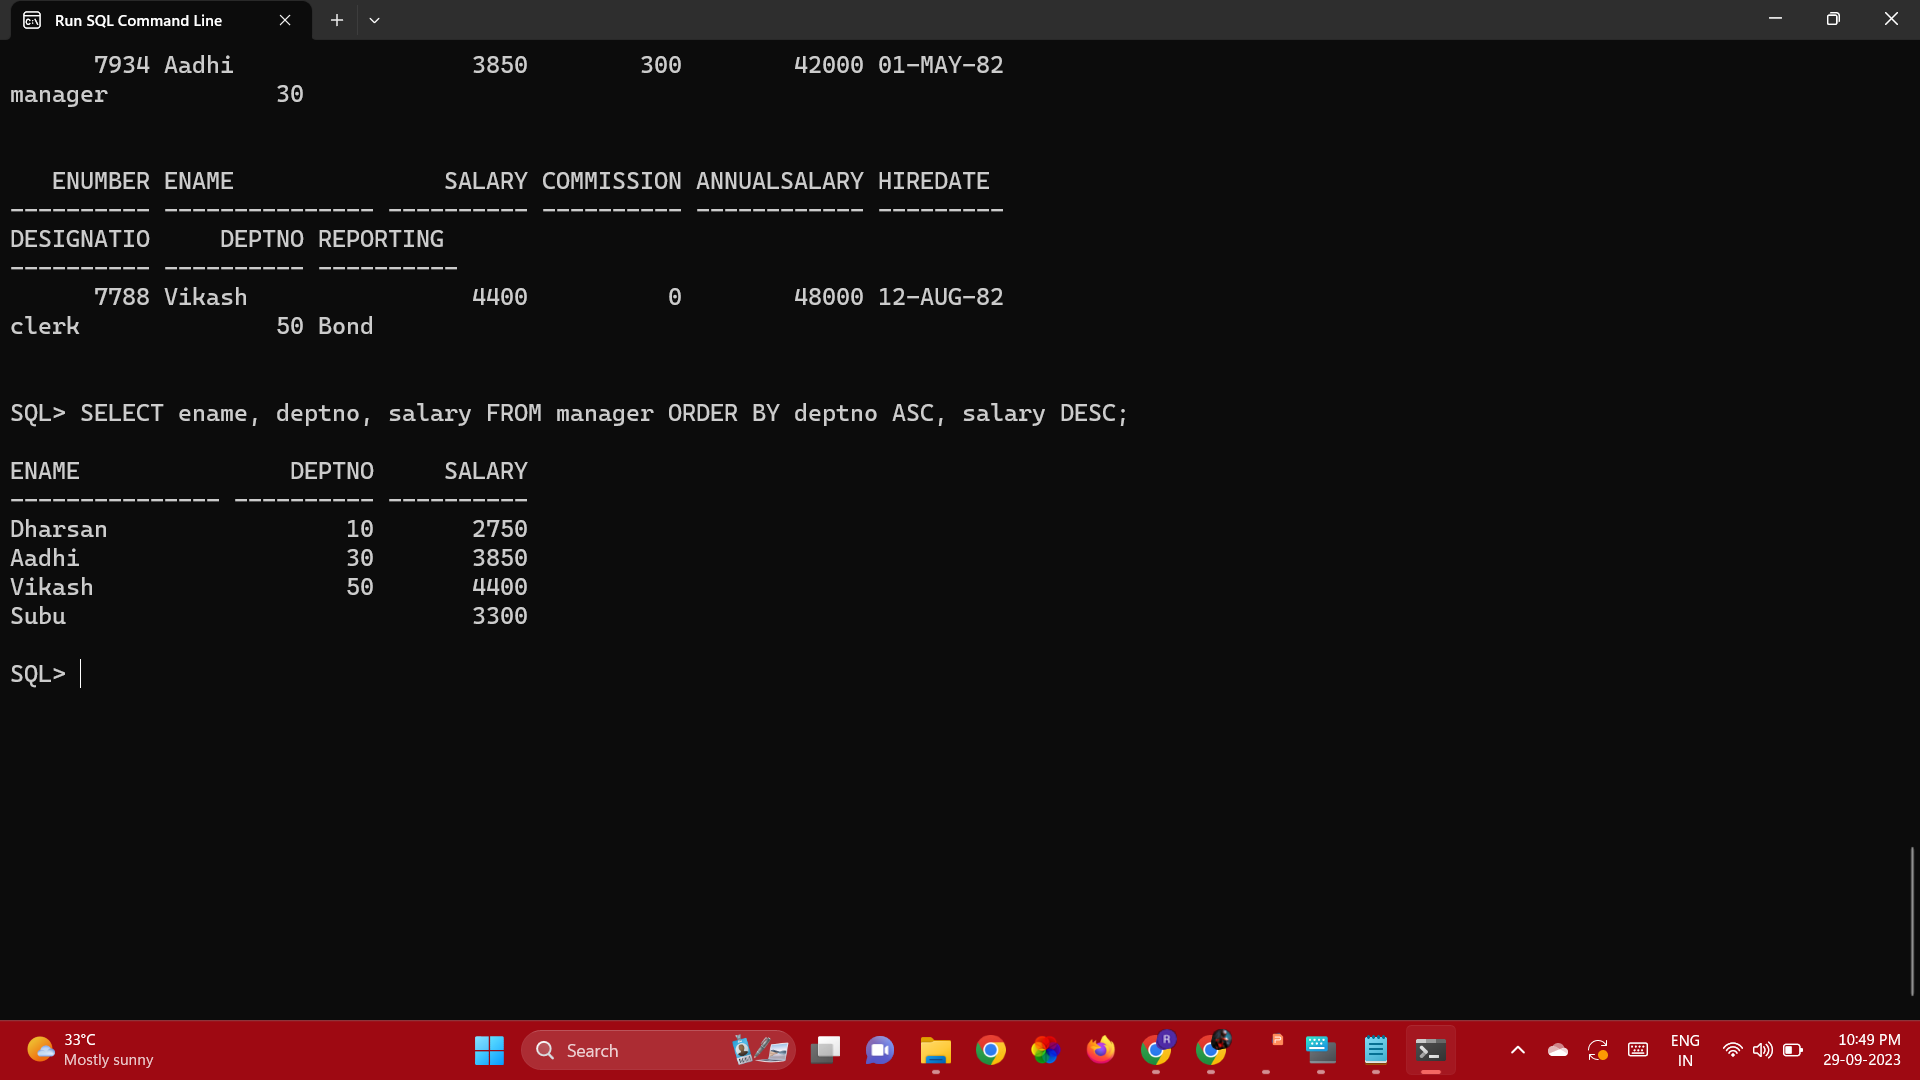 Run SQL Command Line
7934 Aadhi 3850 300 42000 01-MAY-82
manager 30
ENUMBER ENAME SALARY COMMISSION ANNUALSALARY HIREDATE
---------- --------------- ---------- ---------- ------------ ---------
DESIGNATIO DEPTNO REPORTING
---------- ---------- ----------
7788 Vikash 4400 0 48000 12-AUG-82
clerk 50 Bond
SQL> SELECT ename, deptno, salary FROM manager ORDER BY deptno ASC, salary DESC;
ENAME DEPTNO SALARY
--------------- ---------- ----------
Dharsan 10 2750
Aadhi 30 3850
Vikash 50 4400
Subu 3300
SQL>
33°C
Mostly sunny
Search
R
ENG
IN
10:49 PM
29-09-2023